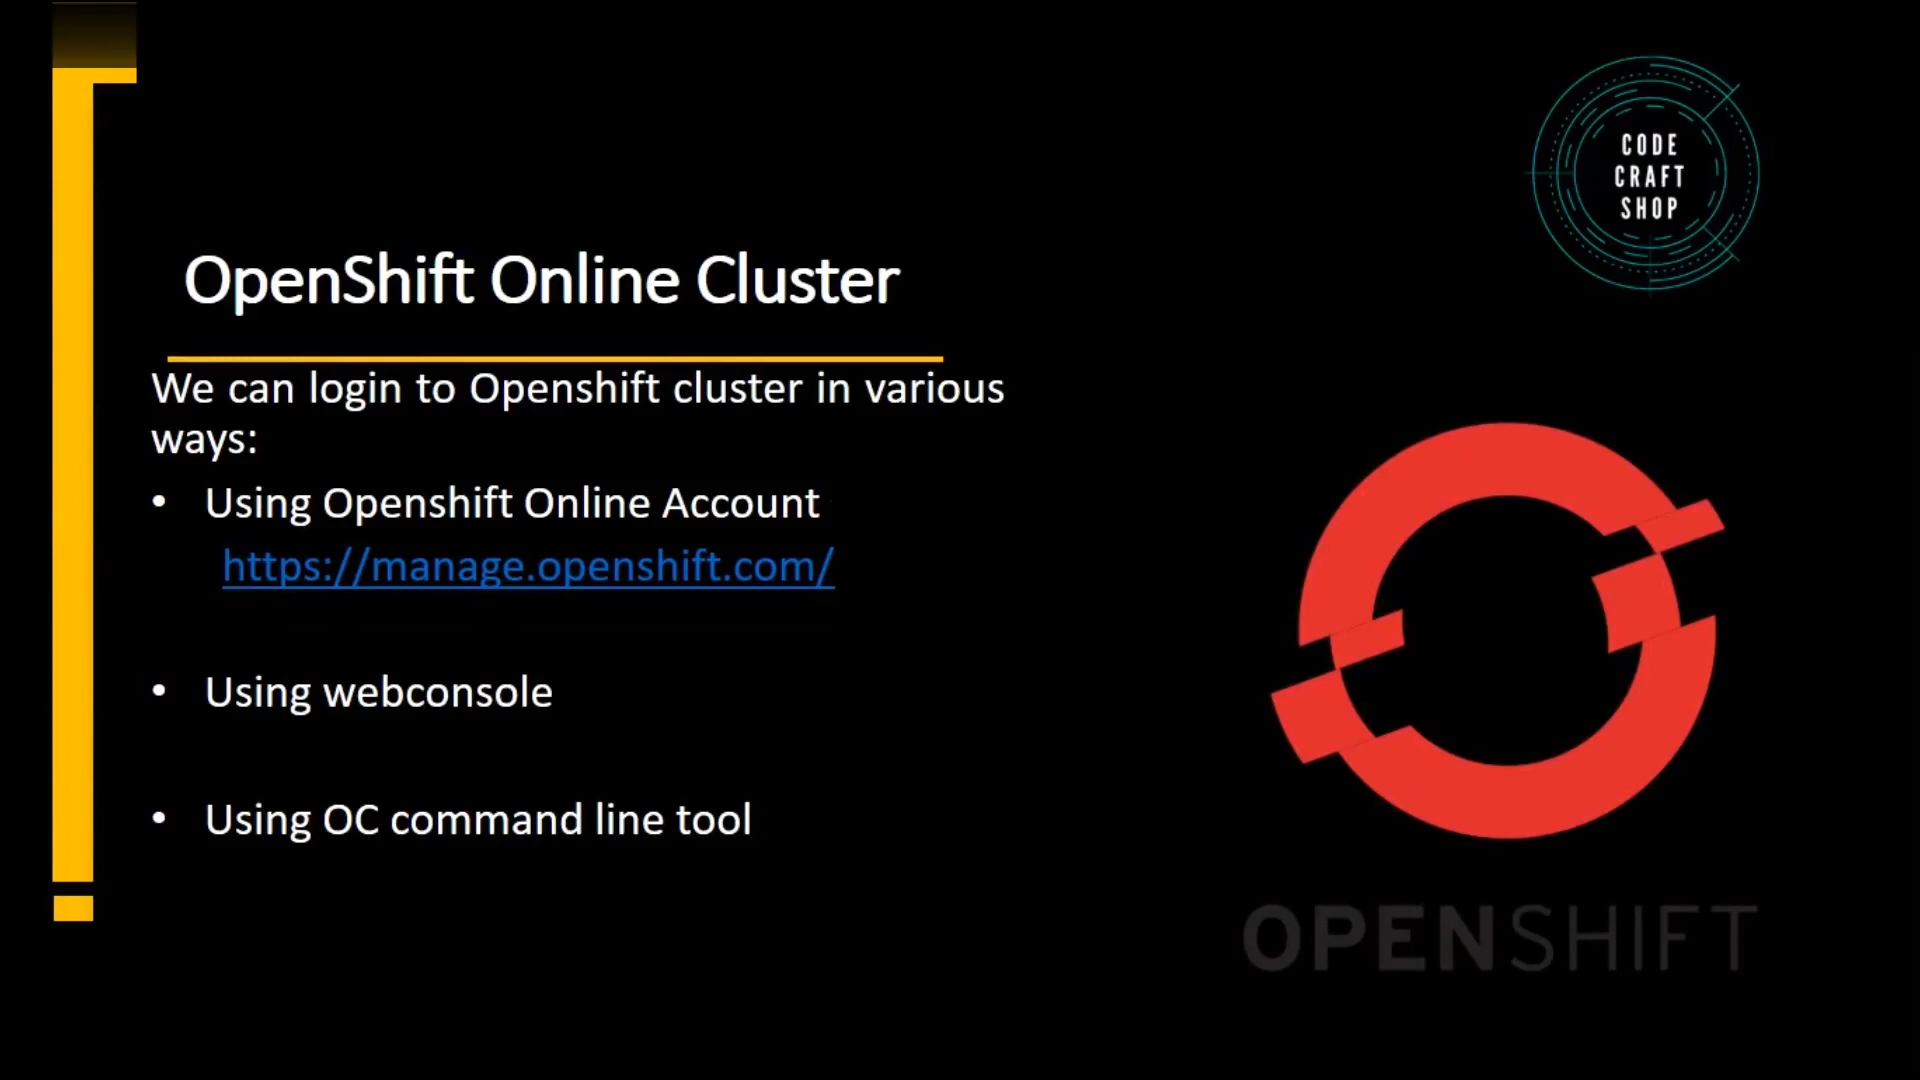 CODE
CRAFT
SHOP
OpenShift Online Cluster
We can login to Openshift cluster in various
ways:
• Using Openshift Online Account
https://manage.openshift.com/
• Using webconsole
• Using OC command line tool
OPENSHIFT